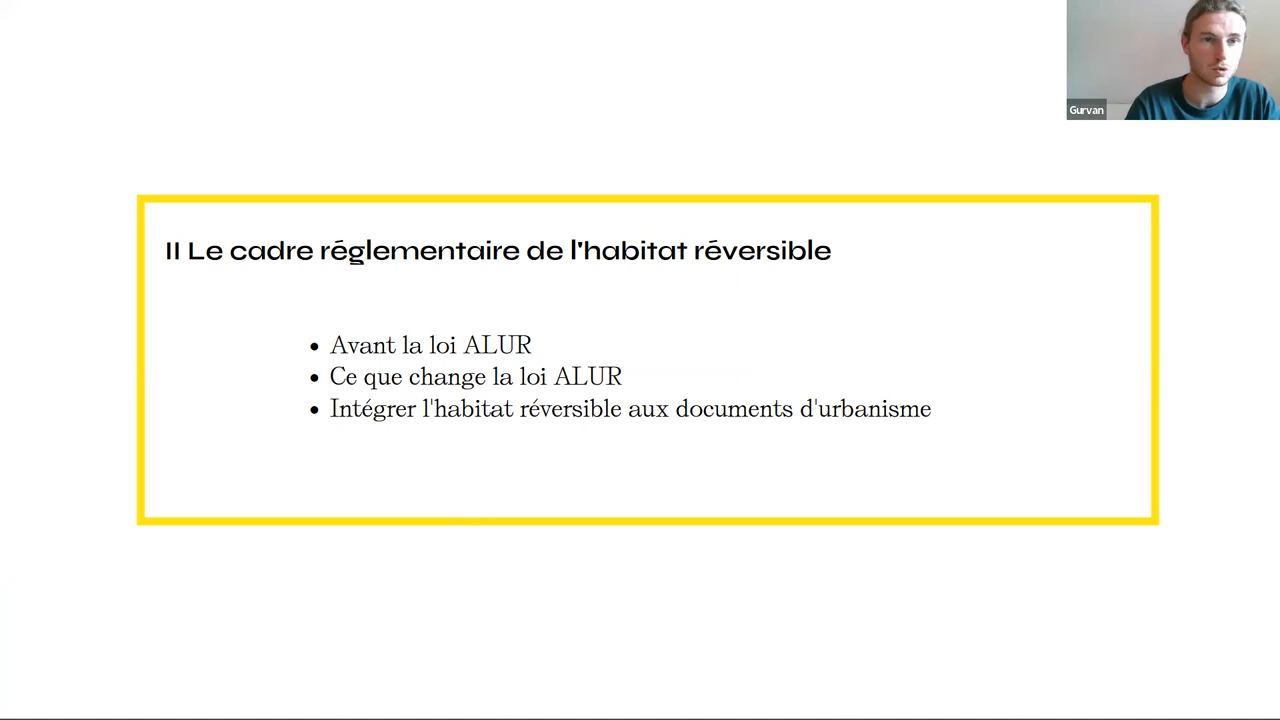 Gurvan
II Le cadre réglementaire de l'habitat réversible
• Avant la loi ALUR
• Ce que change la loi ALUR
• Intégrer l'habitat réversible aux documents d'urbanisme